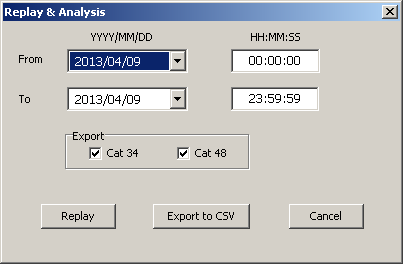 Replay & Analysis
YYYY/MM/DD HH:MM:SS
From 2013/04/09 00:00:00
To 2013/04/09 23:59:59
Export
Cat 34 Cat 48
Replay Export to CSV Cancel